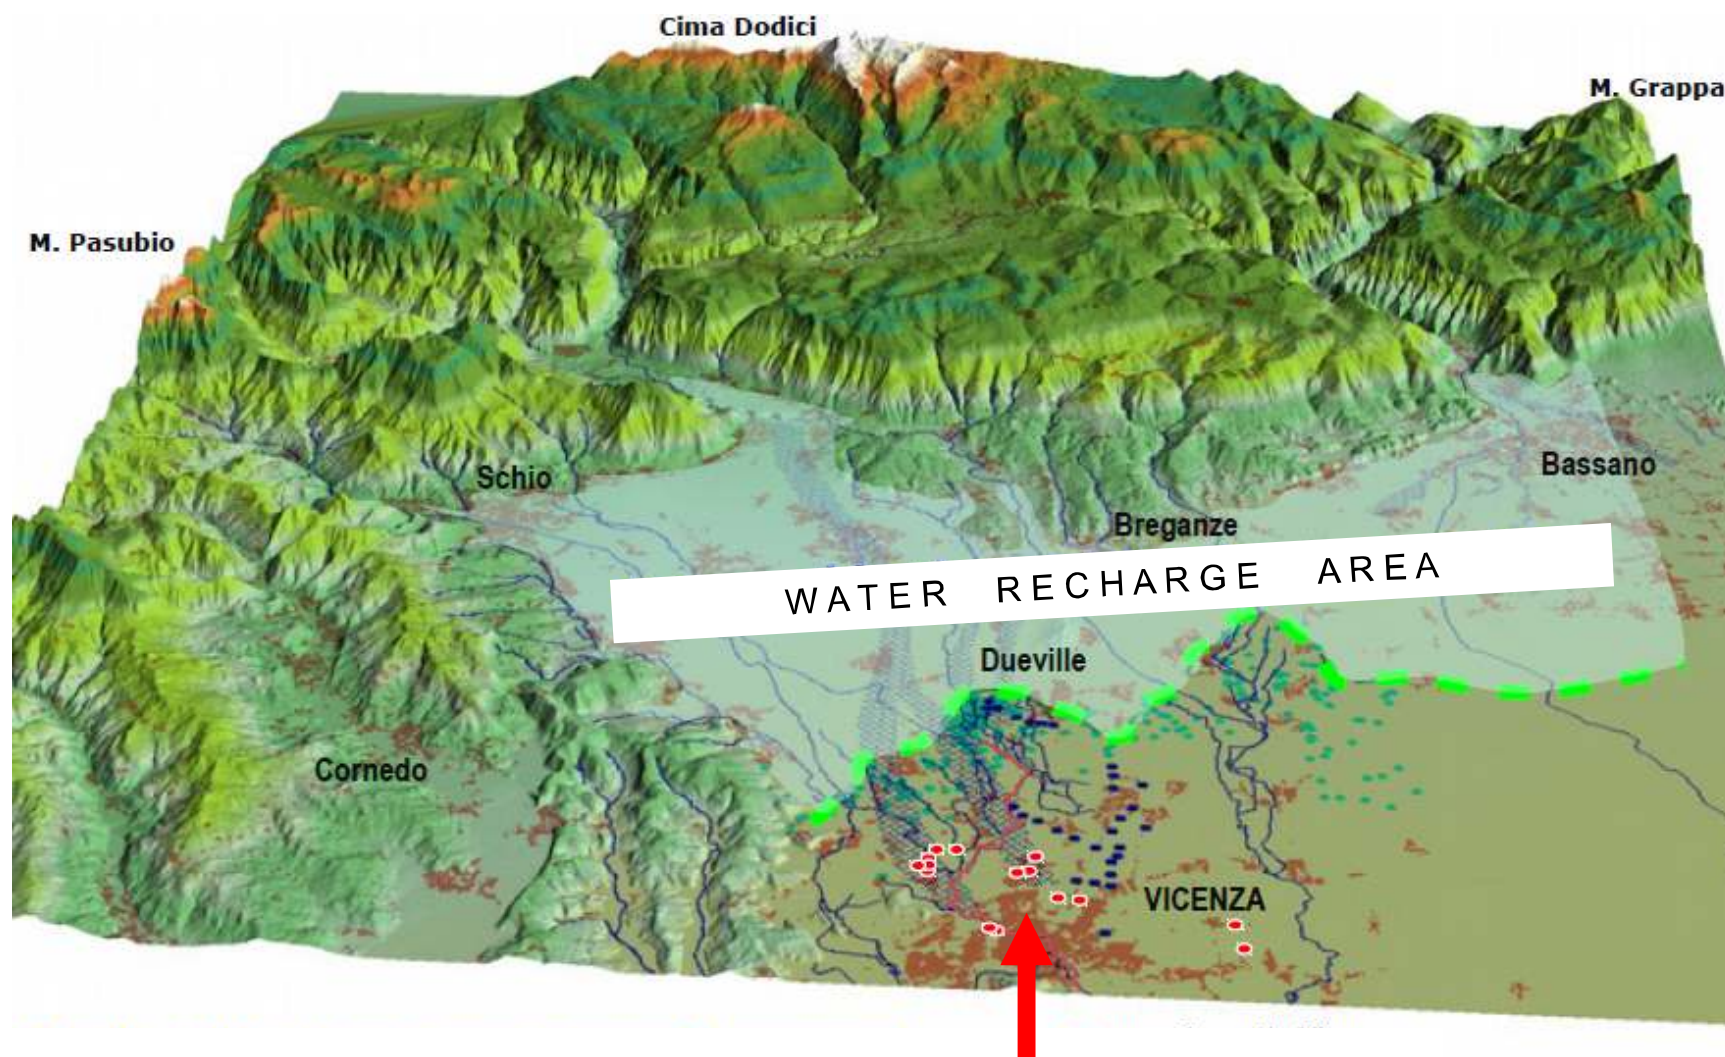 Cima Dodici
M. Grappa
M. Pasubio
Bassano
Schio
Breganze
WATER RECHARGE AREA
Dueville
Cornedo
VICENZA